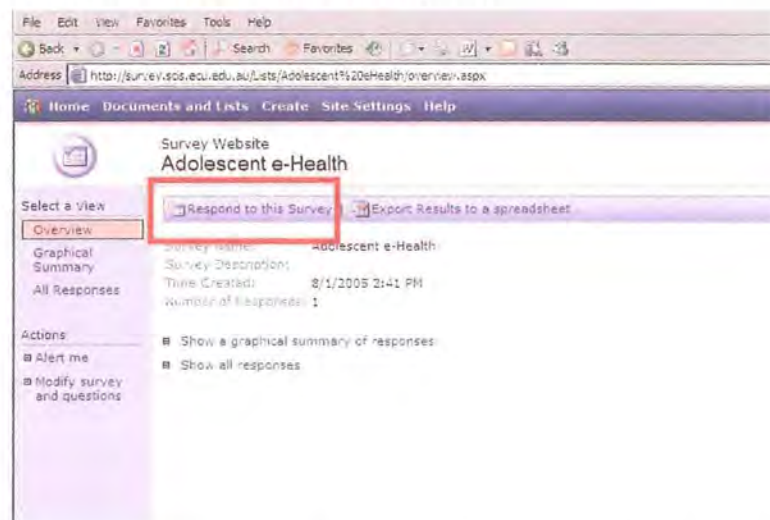 File Edit View Favorites Tools Help
Back Search Favorites
Address http://survey.scis.ecu.edu.au/Lists/Adolescent%20eHealth/overview.aspx
Home Documents and Lists Create Site Settings Help
Survey Website
Adolescent e-Health
Select a View
Overview
Graphical
Summary
All Responses
Actions
Alert me
Modify survey
and questions
Respond to this Survey Export Results to a spreadsheet
Survey Name: Adolescent e-Health
Survey Description:
Time Created: 8/1/2005 2:41 PM
Number of Responses: 1
Show a graphical summary of responses
Show all responses